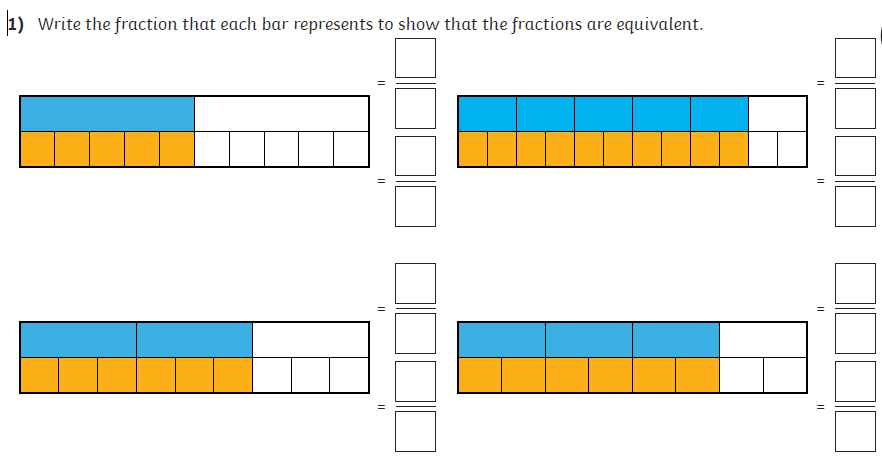 1) Write the fraction that each bar represents to show that the fractions are equivalent.
= =
= =
= =
= =